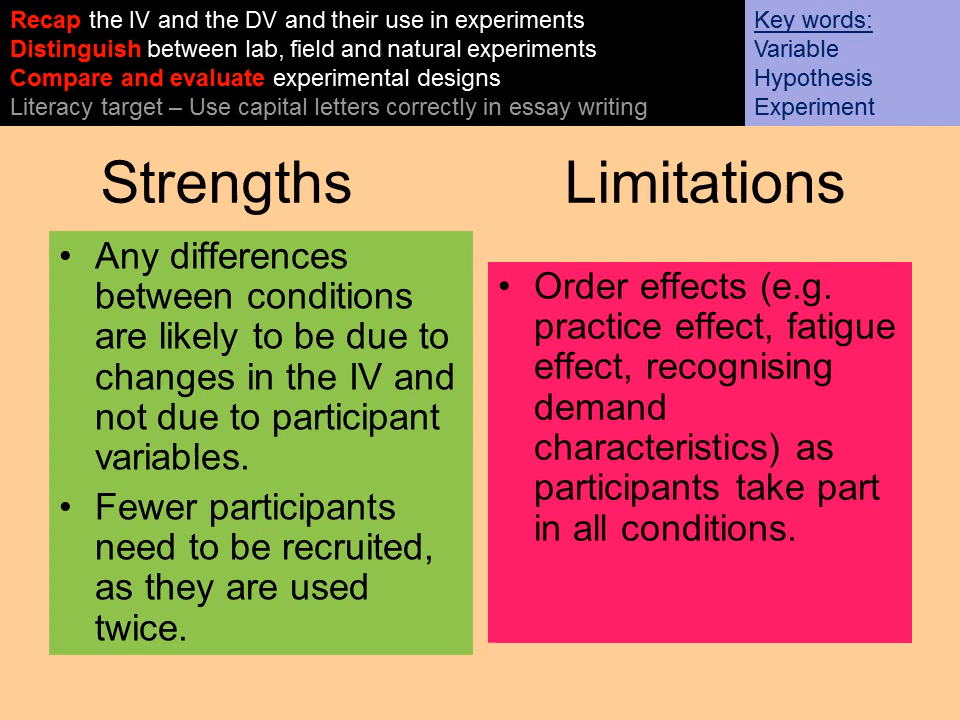 Recap the IV and the DV and their use in experiments
Distinguish between lab, field and natural experiments
Compare and evaluate experimental designs
Literacy target – Use capital letters correctly in essay writing
Key words:
Variable
Hypothesis
Experiment
Strengths
• Any differences
between conditions
are likely to be due to
changes in the IV and
not due to participant
variables.
• Fewer participants
need to be recruited,
as they are used
twice.
Limitations
• Order effects (e.g.
practice effect, fatigue
effect, recognising
demand
characteristics) as
participants take part
in all conditions.